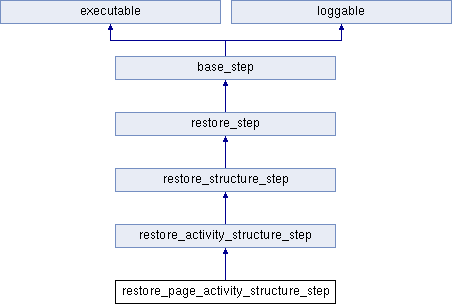 executable
loggable
base_step
restore_step
restore_structure_step
restore_activity_structure_step
restore_page_activity_structure_step